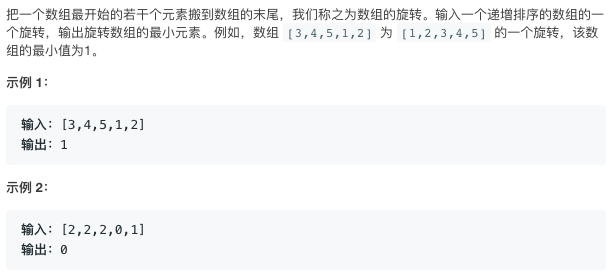 把一个数组最开始的若干个元素搬到数组的末尾，我们称之为数组的旋转。输入一个递增排序的数组的一
个旋转，输出旋转数组的最小元素。例如，数组 [3,4,5,1,2] 为 [1,2,3,4,5] 的一个旋转，该数
组的最小值为1。
示例 1：
输入：[3,4,5,1,2]
输出：1
示例 2：
输入：[2,2,2,0,1]
输出：0